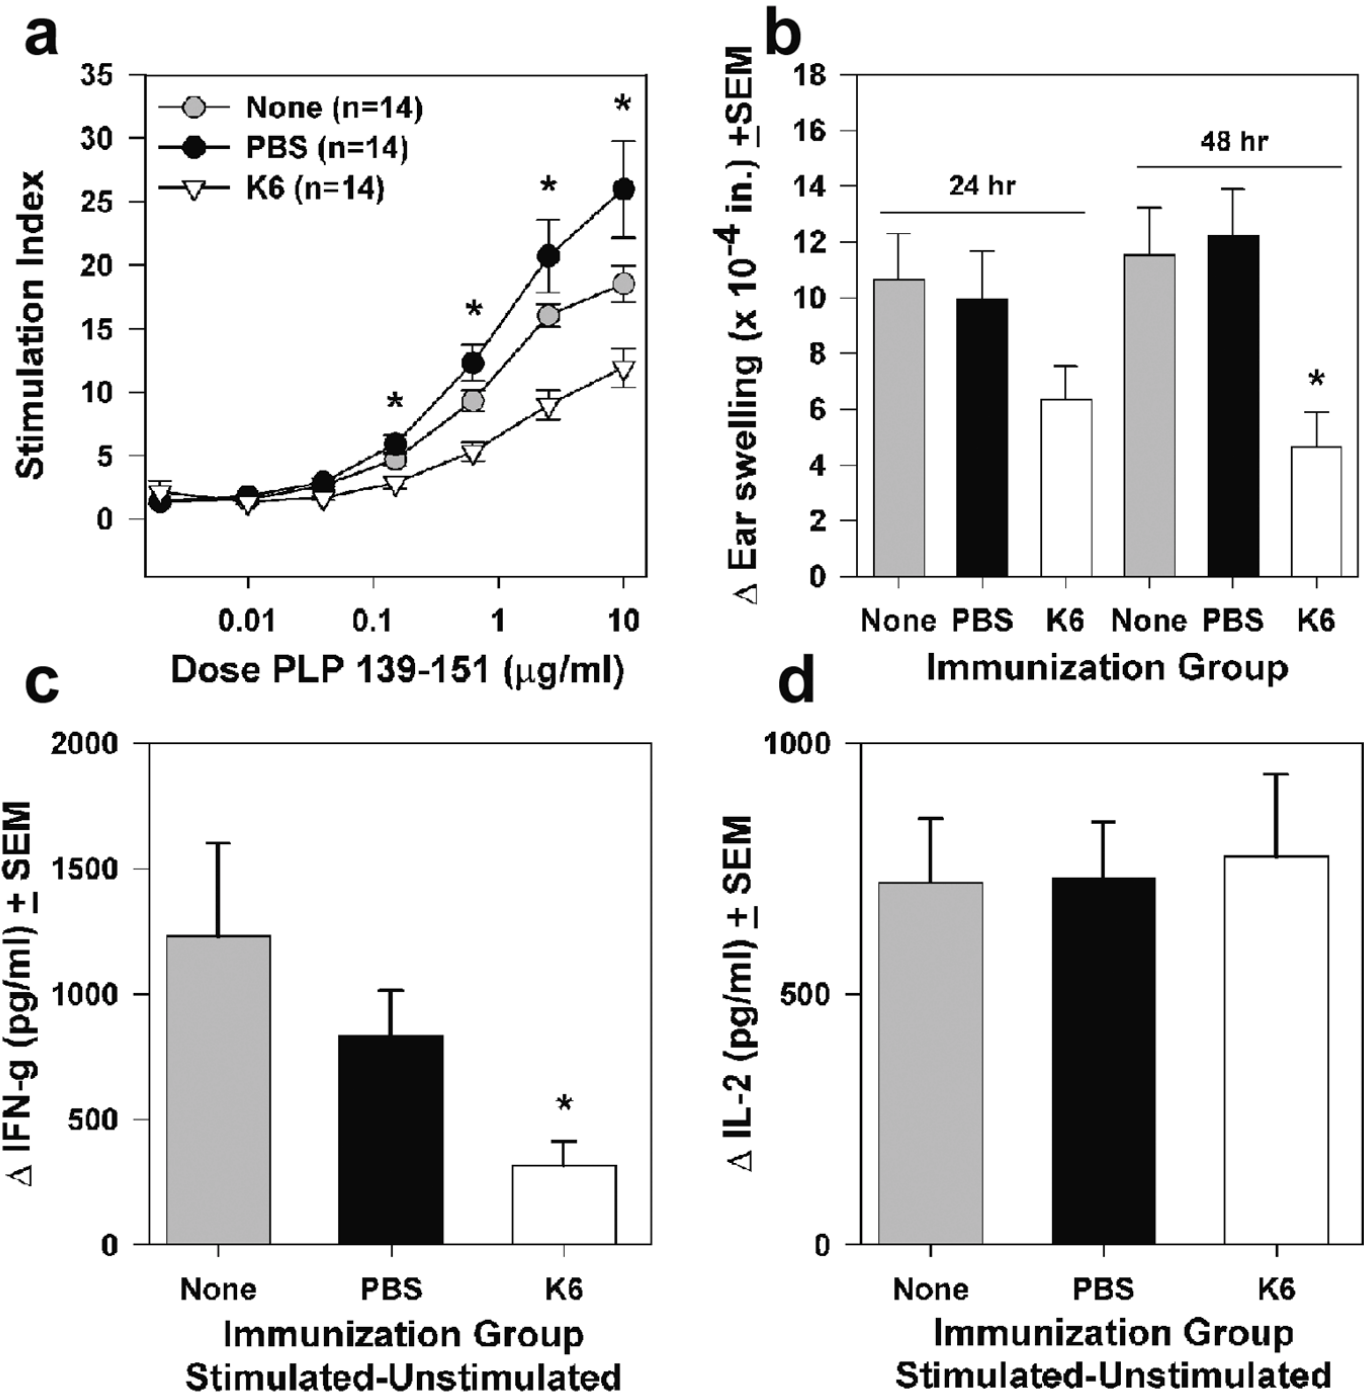 a
35
30
25
20
15
10
5
0
Stimulation Index
None (n=14)
PBS (n=14)
K6 (n=14)
*
*
*
*
0.01 0.1 1 10
Dose PLP 139-151 (μg/ml)
b
18
16
14
12
10
8
6
4
2
0
Δ Ear swelling (x 10⁻⁴ in.) ±SEM
24 hr
48 hr
*
None PBS K6 None PBS K6
Immunization Group
c
2000
1500
1000
500
0
Δ IFN-g (pg/ml) ± SEM
*
None PBS K6
Immunization Group
Stimulated-Unstimulated
d
1000
500
0
Δ IL-2 (pg/ml) ± SEM
None PBS K6
Immunization Group
Stimulated-Unstimulated